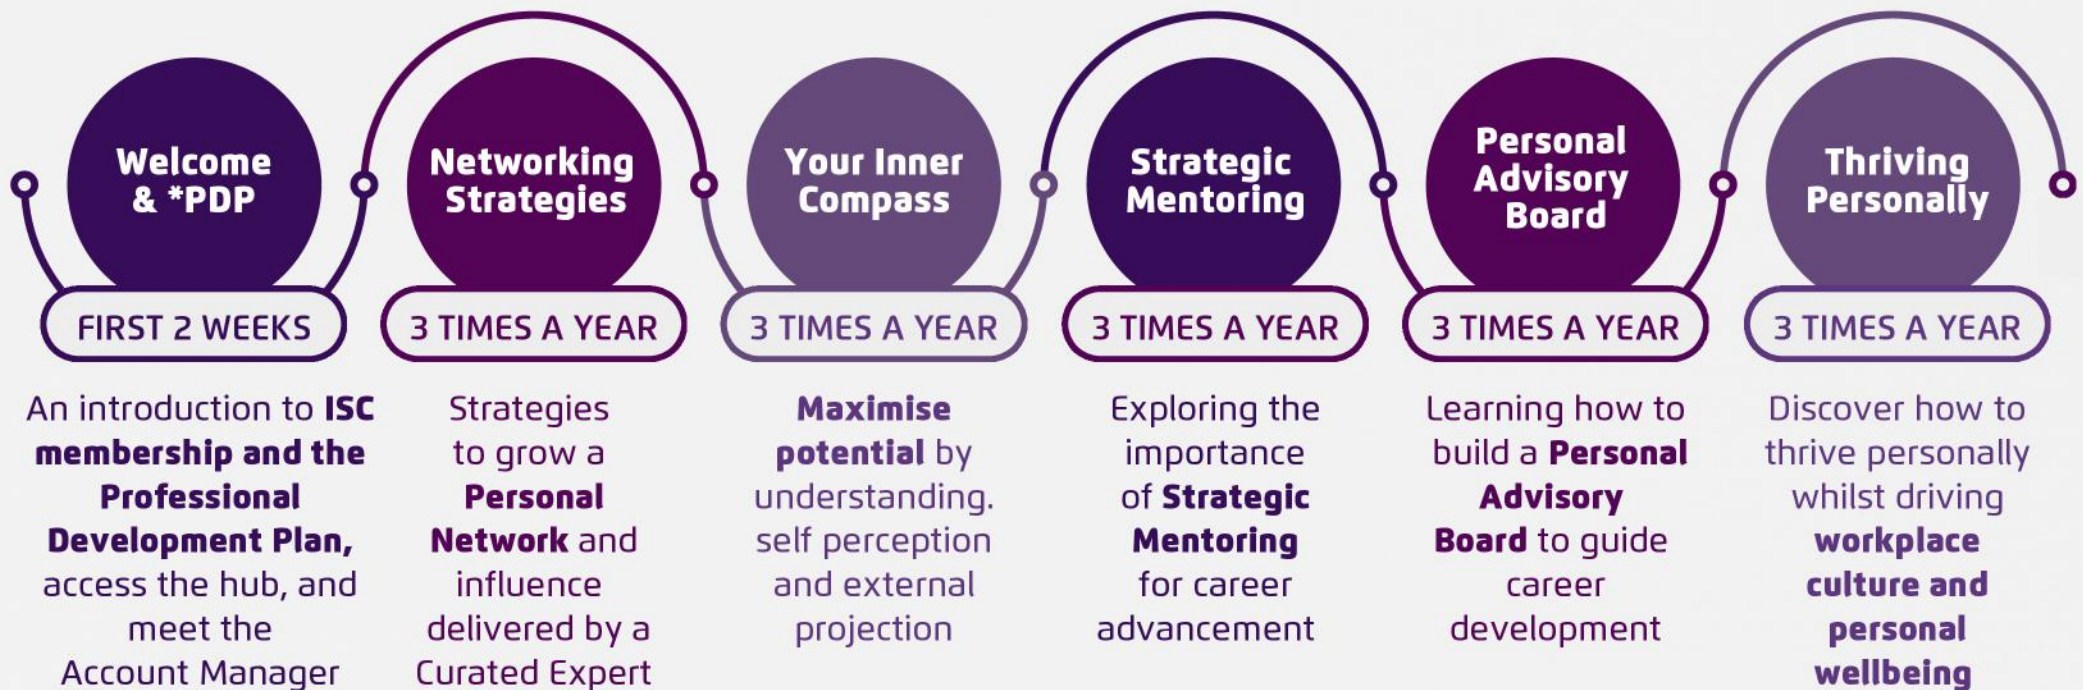 Welcome
& *PDP
FIRST 2 WEEKS
An introduction to ISC
membership and the
Professional
Development Plan,
access the hub, and
meet the
Account Manager
Networking
Strategies
3 TIMES A YEAR
Strategies
to grow a
Personal
Network and
influence
delivered by a
Curated Expert
Your Inner
Compass
3 TIMES A YEAR
Maximise
potential by
understanding.
self perception
and external
projection
Strategic
Mentoring
3 TIMES A YEAR
Exploring the
importance
of Strategic
Mentoring
for career
advancement
Personal
Advisory
Board
3 TIMES A YEAR
Learning how to
build a Personal
Advisory
Board to guide
career
development
Thriving
Personally
3 TIMES A YEAR
Discover how to
thrive personally
whilst driving
workplace
culture and
personal
wellbeing